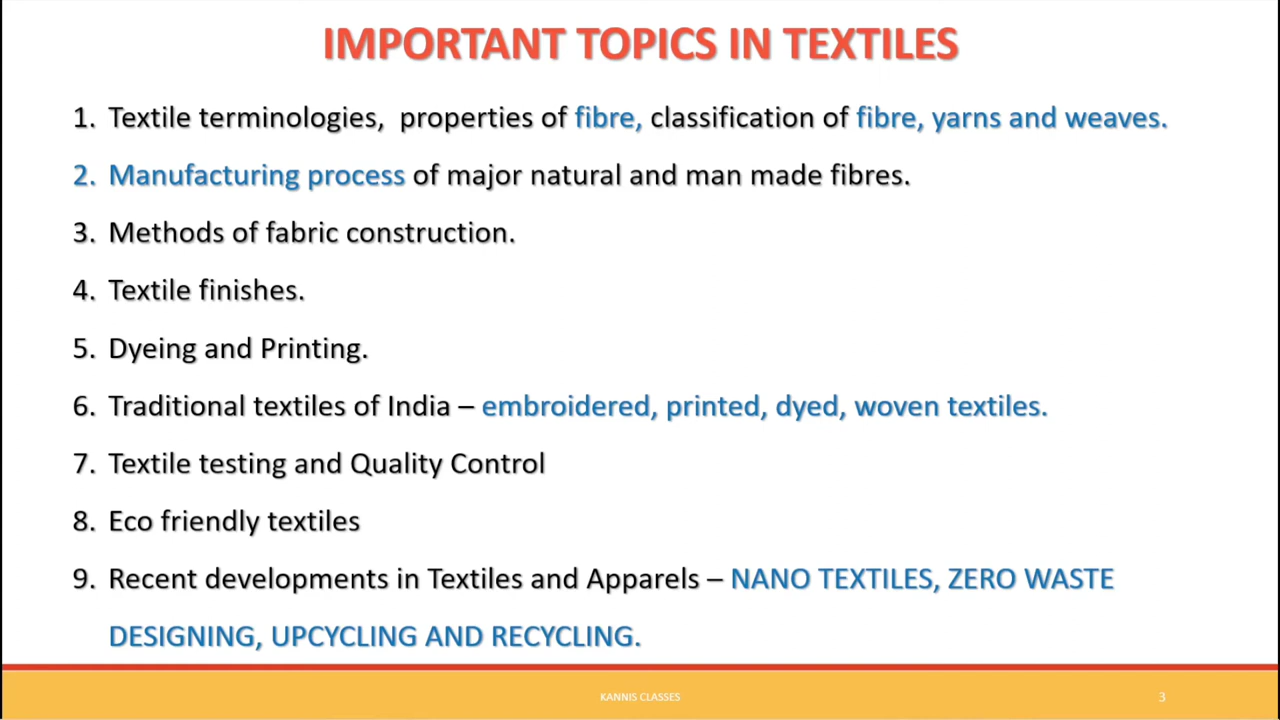 IMPORTANT TOPICS IN TEXTILES
1. Textile terminologies, properties of fibre, classification of fibre, yarns and weaves.
2. Manufacturing process of major natural and man made fibres.
3. Methods of fabric construction.
4. Textile finishes.
5. Dyeing and Printing.
6. Traditional textiles of India – embroidered, printed, dyed, woven textiles.
7. Textile testing and Quality Control
8. Eco friendly textiles
9. Recent developments in Textiles and Apparels – NANO TEXTILES, ZERO WASTE
DESIGNING, UPCYCLING AND RECYCLING.
KANNIS CLASSES
3